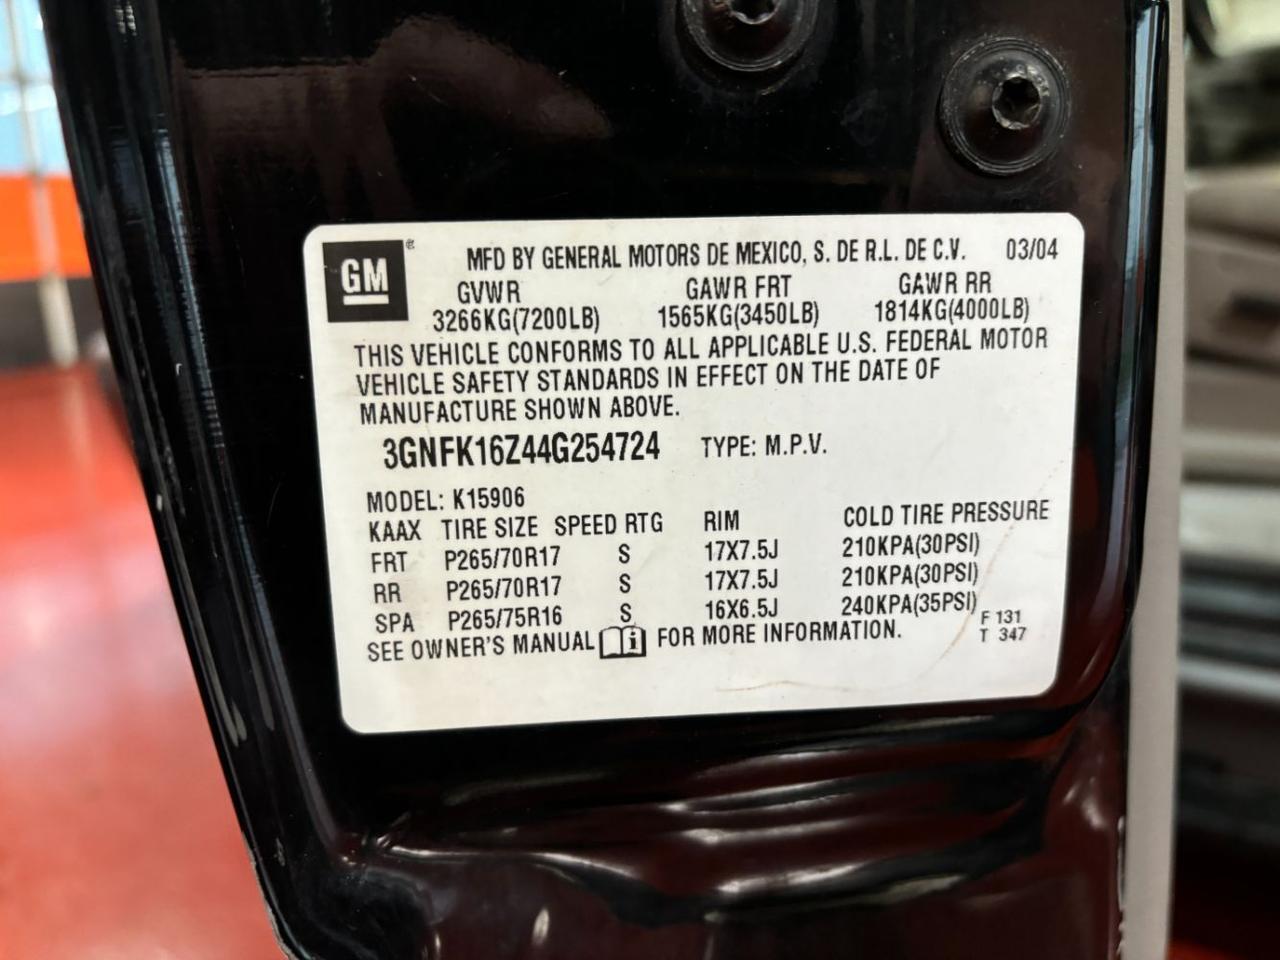 GM ® MFD BY GENERAL MOTORS DE MEXICO, S. DE R.L. DE C.V. 03/04
GVWR GAWR FRT GAWR RR
3266KG(7200LB) 1565KG(3450LB) 1814KG(4000LB)
THIS VEHICLE CONFORMS TO ALL APPLICABLE U.S. FEDERAL MOTOR
VEHICLE SAFETY STANDARDS IN EFFECT ON THE DATE OF
MANUFACTURE SHOWN ABOVE.
3GNFK16Z44G254724 TYPE: M.P.V.
MODEL: K15906
KAAX TIRE SIZE SPEED RTG RIM COLD TIRE PRESSURE
FRT P265/70R17 S 17X7.5J 210KPA(30PSI)
RR P265/70R17 S 17X7.5J 210KPA(30PSI)
SPA P265/75R16 S 16X6.5J 240KPA(35PSI)
F 131
SEE OWNER'S MANUAL i FOR MORE INFORMATION. T 347